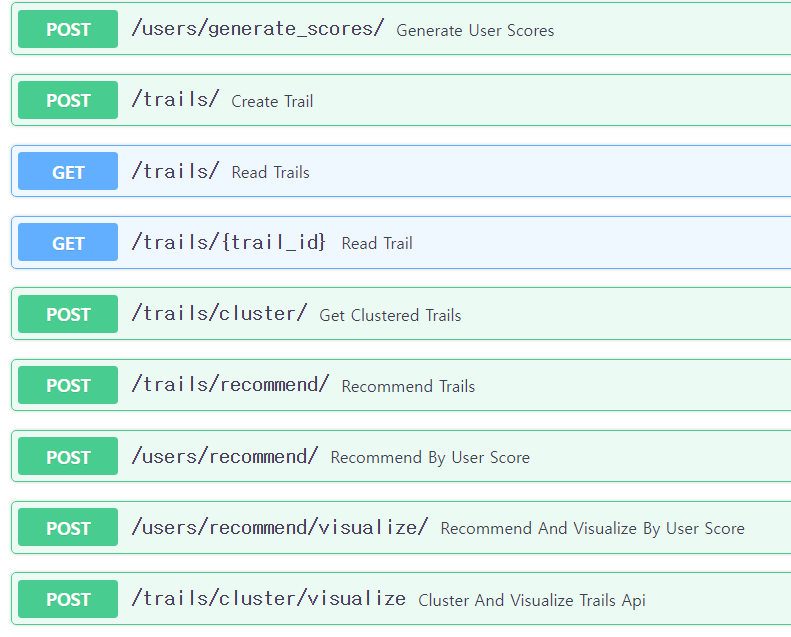 POST /users/generate_scores/ Generate User Scores
POST /trails/ Create Trail
GET /trails/ Read Trails
GET /trails/{trail_id} Read Trail
POST /trails/cluster/ Get Clustered Trails
POST /trails/recommend/ Recommend Trails
POST /users/recommend/ Recommend By User Score
POST /users/recommend/visualize/ Recommend And Visualize By User Score
POST /trails/cluster/visualize Cluster And Visualize Trails Api